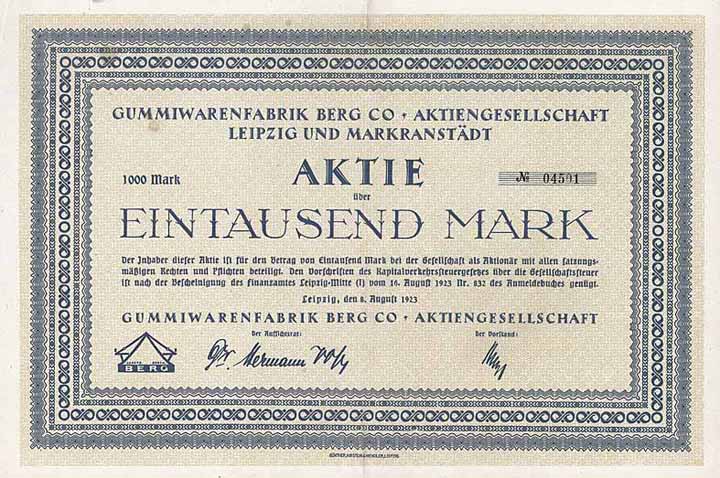 GUMMIWARENFABRIK BERG CO • AKTIENGESELLSCHAFT
LEIPZIG UND MARKRANSTÄDT
1000 Mark
AKTIE
№ 04501
über
EINTAUSEND MARK
Der Inhaber dieser Aktie ist für den Betrag von eintausend Mark bei der Gesellschaft als Aktionär mit allen satzungs-
mäßigen Rechten und Pflichten beteiligt. Den Vorschriften des Kapitalverkehrssteuergesetzes über die Gesellschaftssteuer
ist nach der Bescheinigung des Finanzamtes Leipzig-Mitte (I) vom 16. August 1923 Nr. 832 des Anmeldebuches genügt.
Leipzig, den 8. August 1923
GUMMIWARENFABRIK BERG CO • AKTIENGESELLSCHAFT
Der Aufsichtsrat:
Der Vorstand:
Hermann
BERG